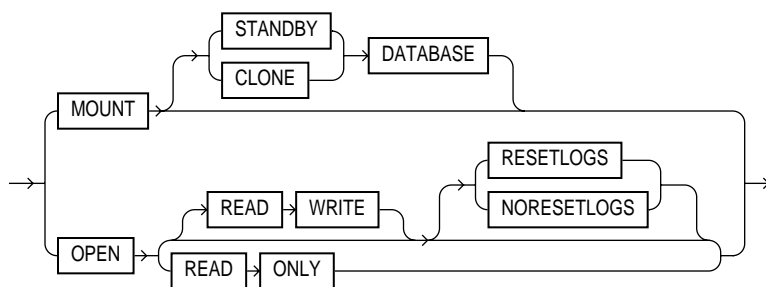 STANDBY
CLONE
DATABASE
MOUNT
RESETLOGS
NORESETLOGS
READ WRITE
OPEN
READ ONLY